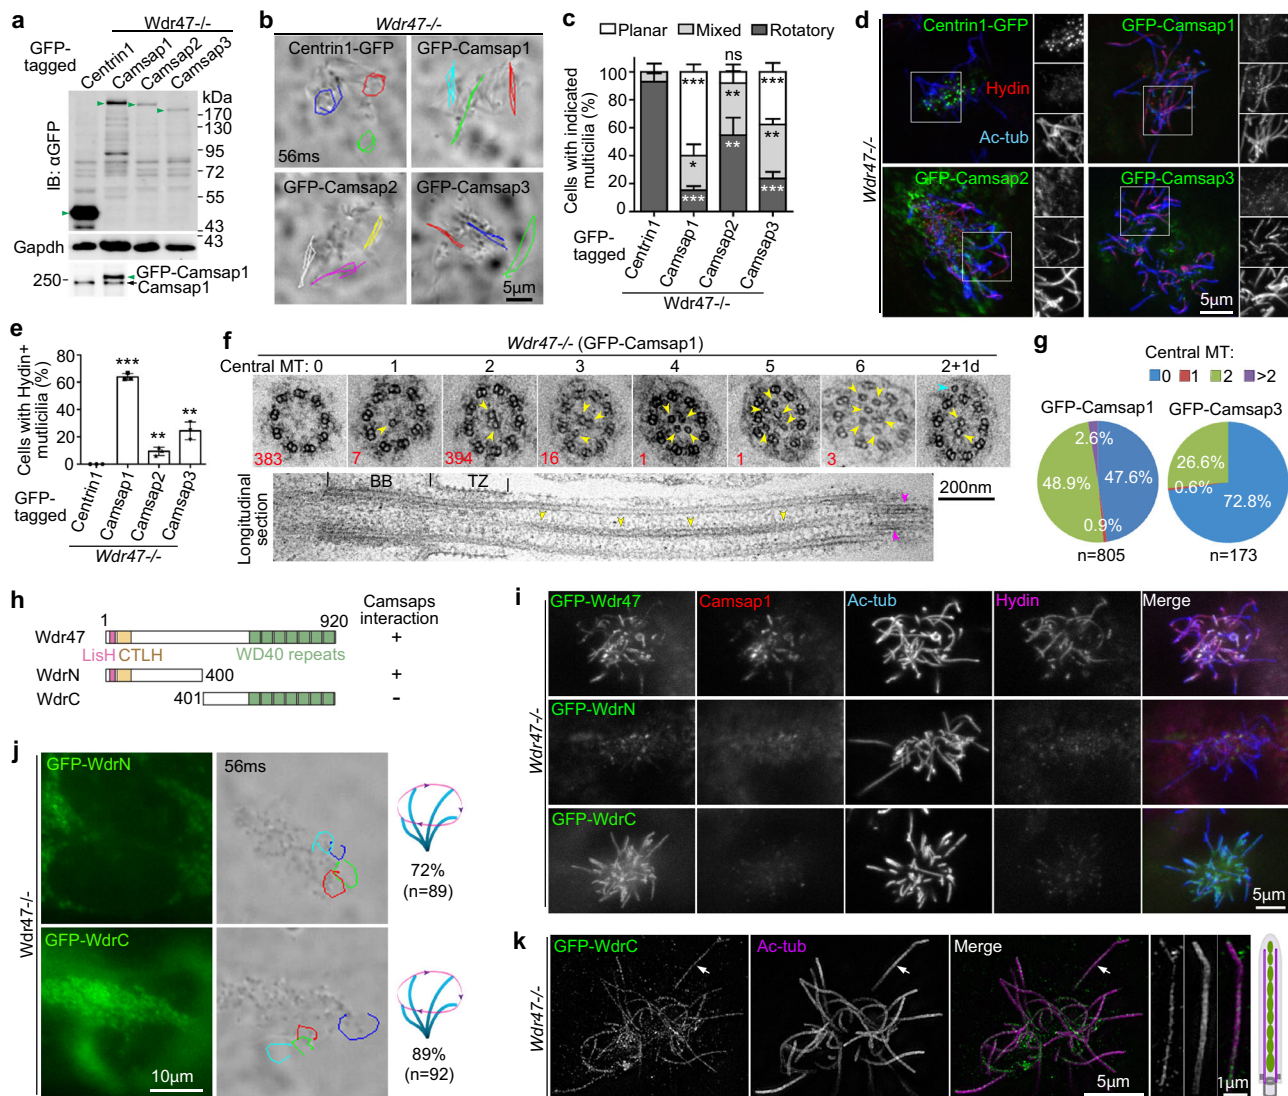 a
Wdr47-/-
GFP-tagged
Centrin1
Camsap1
Camsap2
Camsap3
kDa
170
130
95
72
55
43
43
IB: αGFP
Gapdh
250
GFP-Camsap1
Camsap1
b
Wdr47-/-
Centrin1-GFP
GFP-Camsap1
56ms
GFP-Camsap2
GFP-Camsap3
5µm
c
Planar
Mixed
Rotatory
ns
***
***
**
**
*
**
***
***
100
80
60
40
20
0
Cells with indicated
multicilia (%)
GFP-
tagged
Centrin1
Camsap1
Camsap2
Camsap3
Wdr47-/-
d
Centrin1-GFP
GFP-Camsap1
Hydin
Ac-tub
Wdr47-/-
GFP-Camsap2
GFP-Camsap3
5µm
e
80
60
40
20
0
Cells with Hydin+
mutlicilia (%)
***
**
**
GFP-
tagged
Centrin1
Camsap1
Camsap2
Camsap3
Wdr47-/-
f
Wdr47-/- (GFP-Camsap1)
Central MT: 0 1 2 3 4 5 6 2+1d
383 7 394 16 1 1 3
BB TZ
Longitudinal
section
200nm
g
Central MT:
0 1 2 >2
GFP-Camsap1
GFP-Camsap3
2.6%
48.9%
47.6%
0.9%
26.6%
0.6%
72.8%
n=805
n=173
h
1 920
Camsaps
interaction
Wdr47 +
LisH CTLH WD40 repeats
WdrN 400 +
WdrC 401 -
i
Wdr47-/-
GFP-Wdr47 Camsap1 Ac-tub Hydin Merge
GFP-WdrN
GFP-WdrC
5µm
j
Wdr47-/-
GFP-WdrN
56ms
72%
(n=89)
GFP-WdrC
89%
(n=92)
10µm
k
Wdr47-/-
GFP-WdrC Ac-tub Merge
5µm
1µm